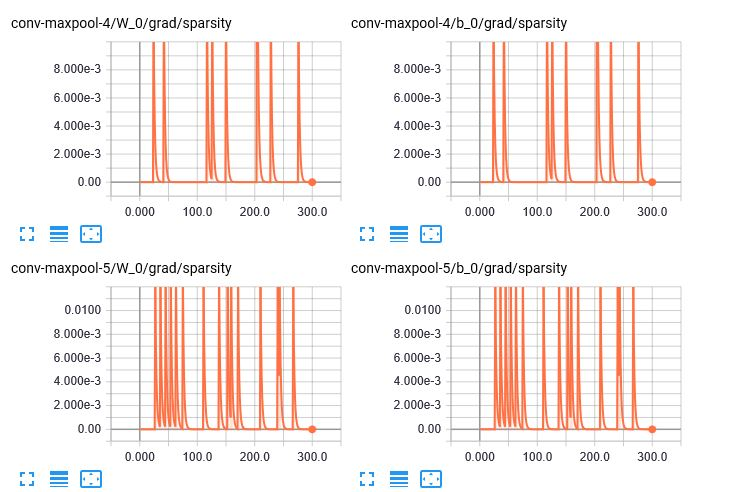 conv-maxpool-4/W_0/grad/sparsity
8.000e-3
6.000e-3
4.000e-3
2.000e-3
0.00
0.000 100.0 200.0 300.0
conv-maxpool-4/b_0/grad/sparsity
8.000e-3
6.000e-3
4.000e-3
2.000e-3
0.00
0.000 100.0 200.0 300.0
conv-maxpool-5/W_0/grad/sparsity
0.0100
8.000e-3
6.000e-3
4.000e-3
2.000e-3
0.00
0.000 100.0 200.0 300.0
conv-maxpool-5/b_0/grad/sparsity
0.0100
8.000e-3
6.000e-3
4.000e-3
2.000e-3
0.00
0.000 100.0 200.0 300.0